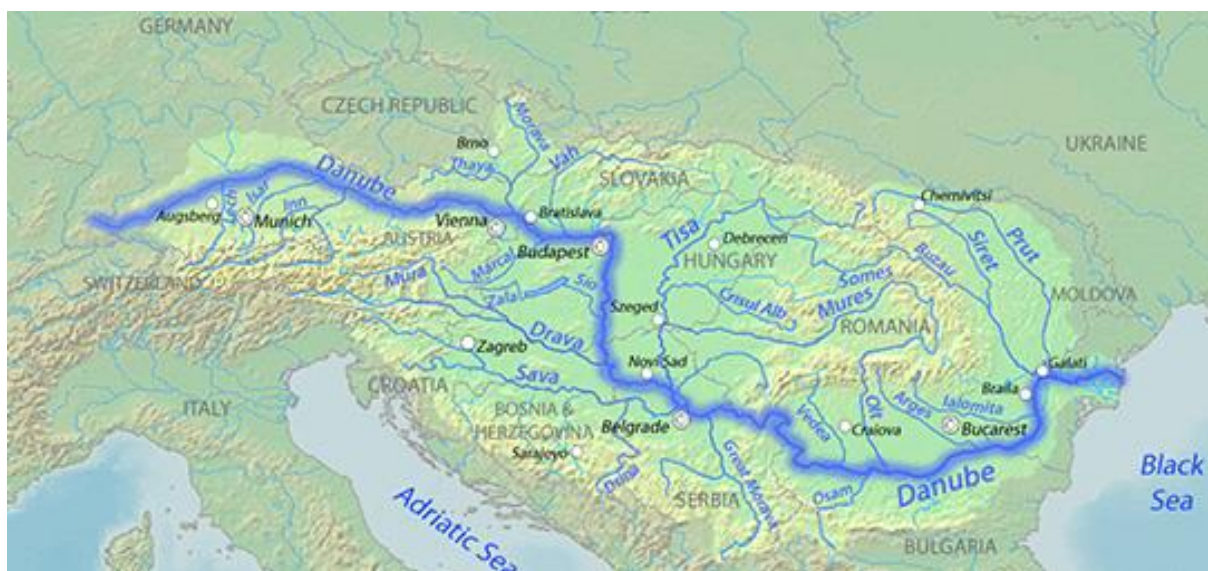 GERMANY
CZECH REPUBLIC
UKRAINE
Brno
Morava
Thaya
Vah
SLOVAKIA
Danube
Chernivitsi
Augsberg
Lech
Isar
Munich
Inn
Vienna
Bratislava
AUSTRIA
Budapest
Tisa
Debrecen
HUNGARY
Siret
Prut
SWITZERLAND
Mura
Marcal
Zala
Sio
Somes
Buzau
MOLDOVA
Szeged
Crisul Alb
Mures
ROMANIA
Zagreb
Drava
Novi Sad
Galati
CROATIA
Sava
Braila
ITALY
BOSNIA &
HERZEGOVINA
Belgrade
Vedea
Olt
Arges
Ialomita
Craiova
Bucarest
Sarajevo
Drina
Great Morava
SERBIA
Osam
Danube
Black
Sea
Adriatic Sea
BULGARIA